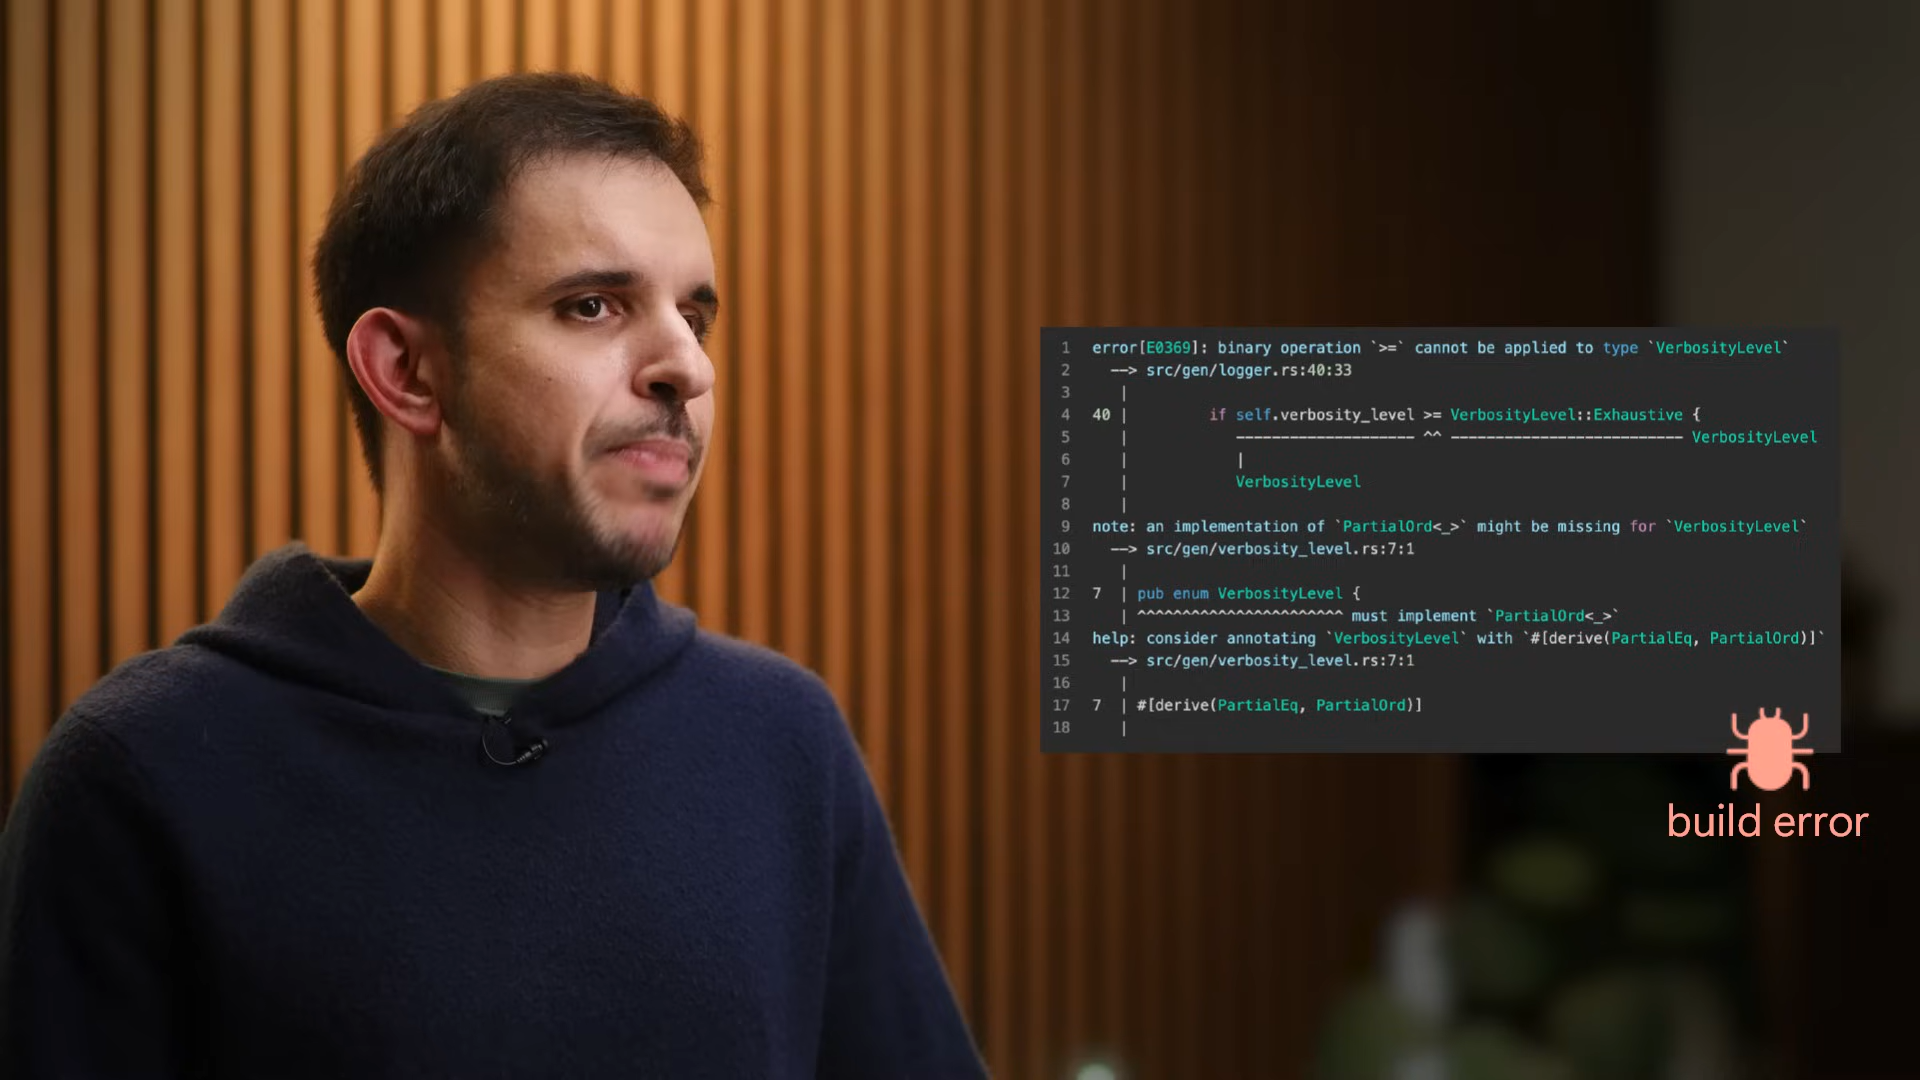 1 error[E0369]: binary operation `>=` cannot be applied to type `VerbosityLevel`
2   --> src/gen/logger.rs:40:33
3    |
4 40 |         if self.verbosity_level >= VerbosityLevel::Exhaustive {
5    |            -------------------- ^^ -------------------------- VerbosityLevel
6    |            |
7    |            VerbosityLevel
8    |
9 note: an implementation of `PartialOrd<_>` might be missing for `VerbosityLevel`
10   --> src/gen/verbosity_level.rs:7:1
11    |
12 7  | pub enum VerbosityLevel {
13    | ^^^^^^^^^^^^^^^^^^^^^^^ must implement `PartialOrd<_>`
14 help: consider annotating `VerbosityLevel` with `#[derive(PartialEq, PartialOrd)]`
15   --> src/gen/verbosity_level.rs:7:1
16    |
17 7  | #[derive(PartialEq, PartialOrd)]
18    |
build error